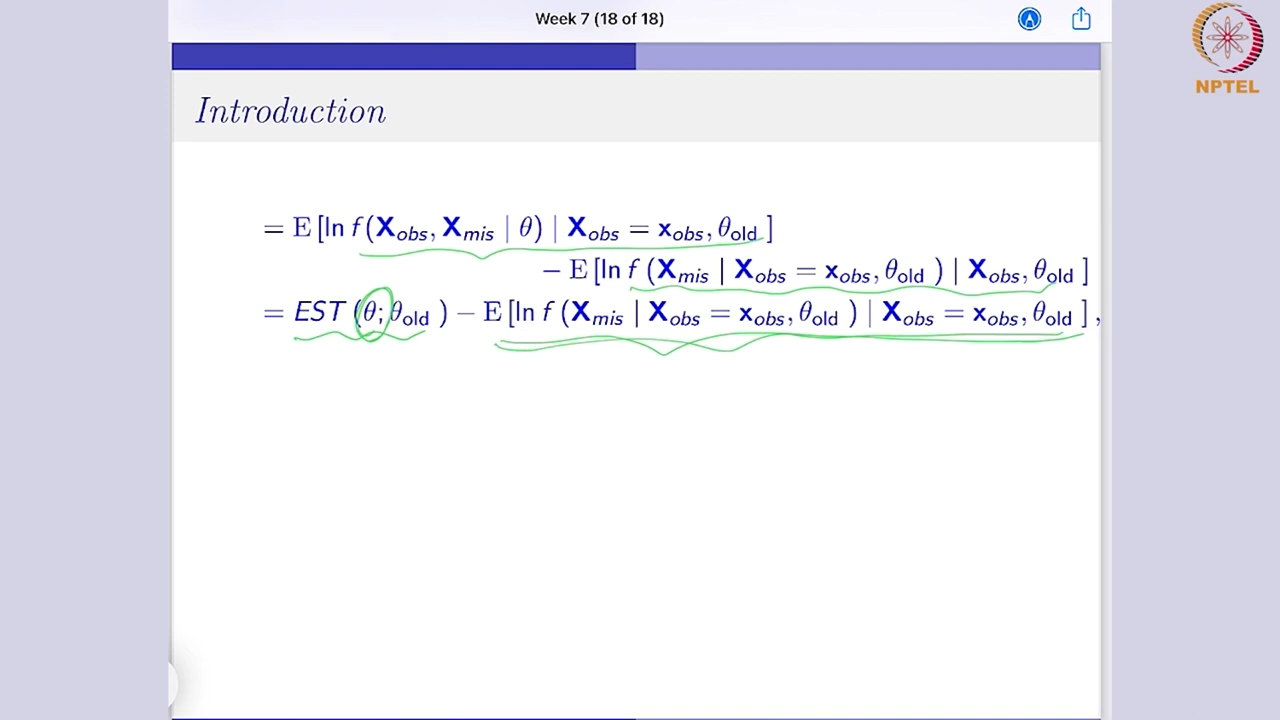 Week 7 (18 of 18)
NPTEL
Introduction
= E [ln f(X_obs, X_mis | θ) | X_obs = x_obs, θ_old ]
− E [ln f (X_mis | X_obs = x_obs, θ_old ) | X_obs, θ_old ]
= EST (θ; θ_old ) − E [ln f (X_mis | X_obs = x_obs, θ_old ) | X_obs = x_obs, θ_old ] ,